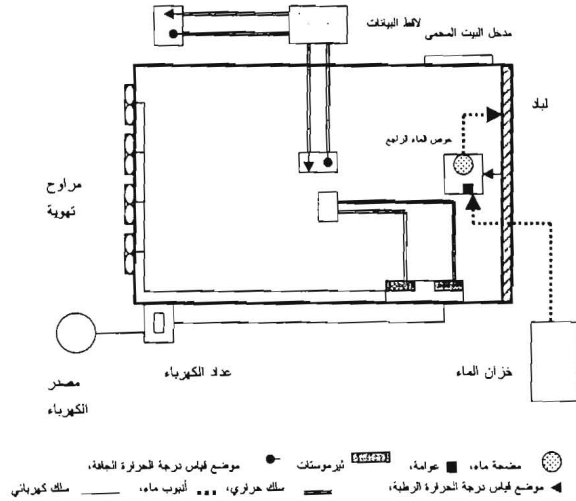 لاقط البيانات
مدخل البيت المحمى
لباد
حوض الماء الراجع
مراوح
تهوية
عداد الكهرباء
خزان الماء
مصدر
الكهرباء
مضخة ماء، عوامة، ثيرموستات موضع قياس درجة الحرارة الجافة،
موضع قياس درجة الحرارة الرطبة، سلك حراري، أنبوب ماء، سلك كهربائي